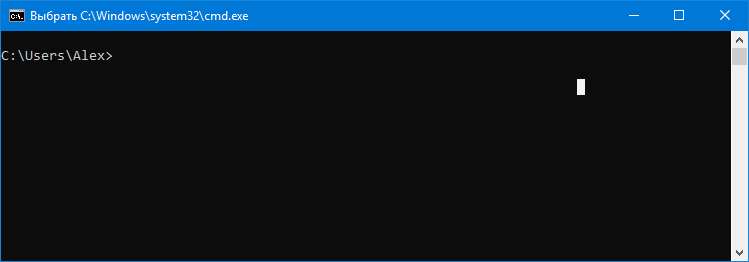 Выбрать C:\Windows\system32\cmd.exe
C:\Users\Alex>